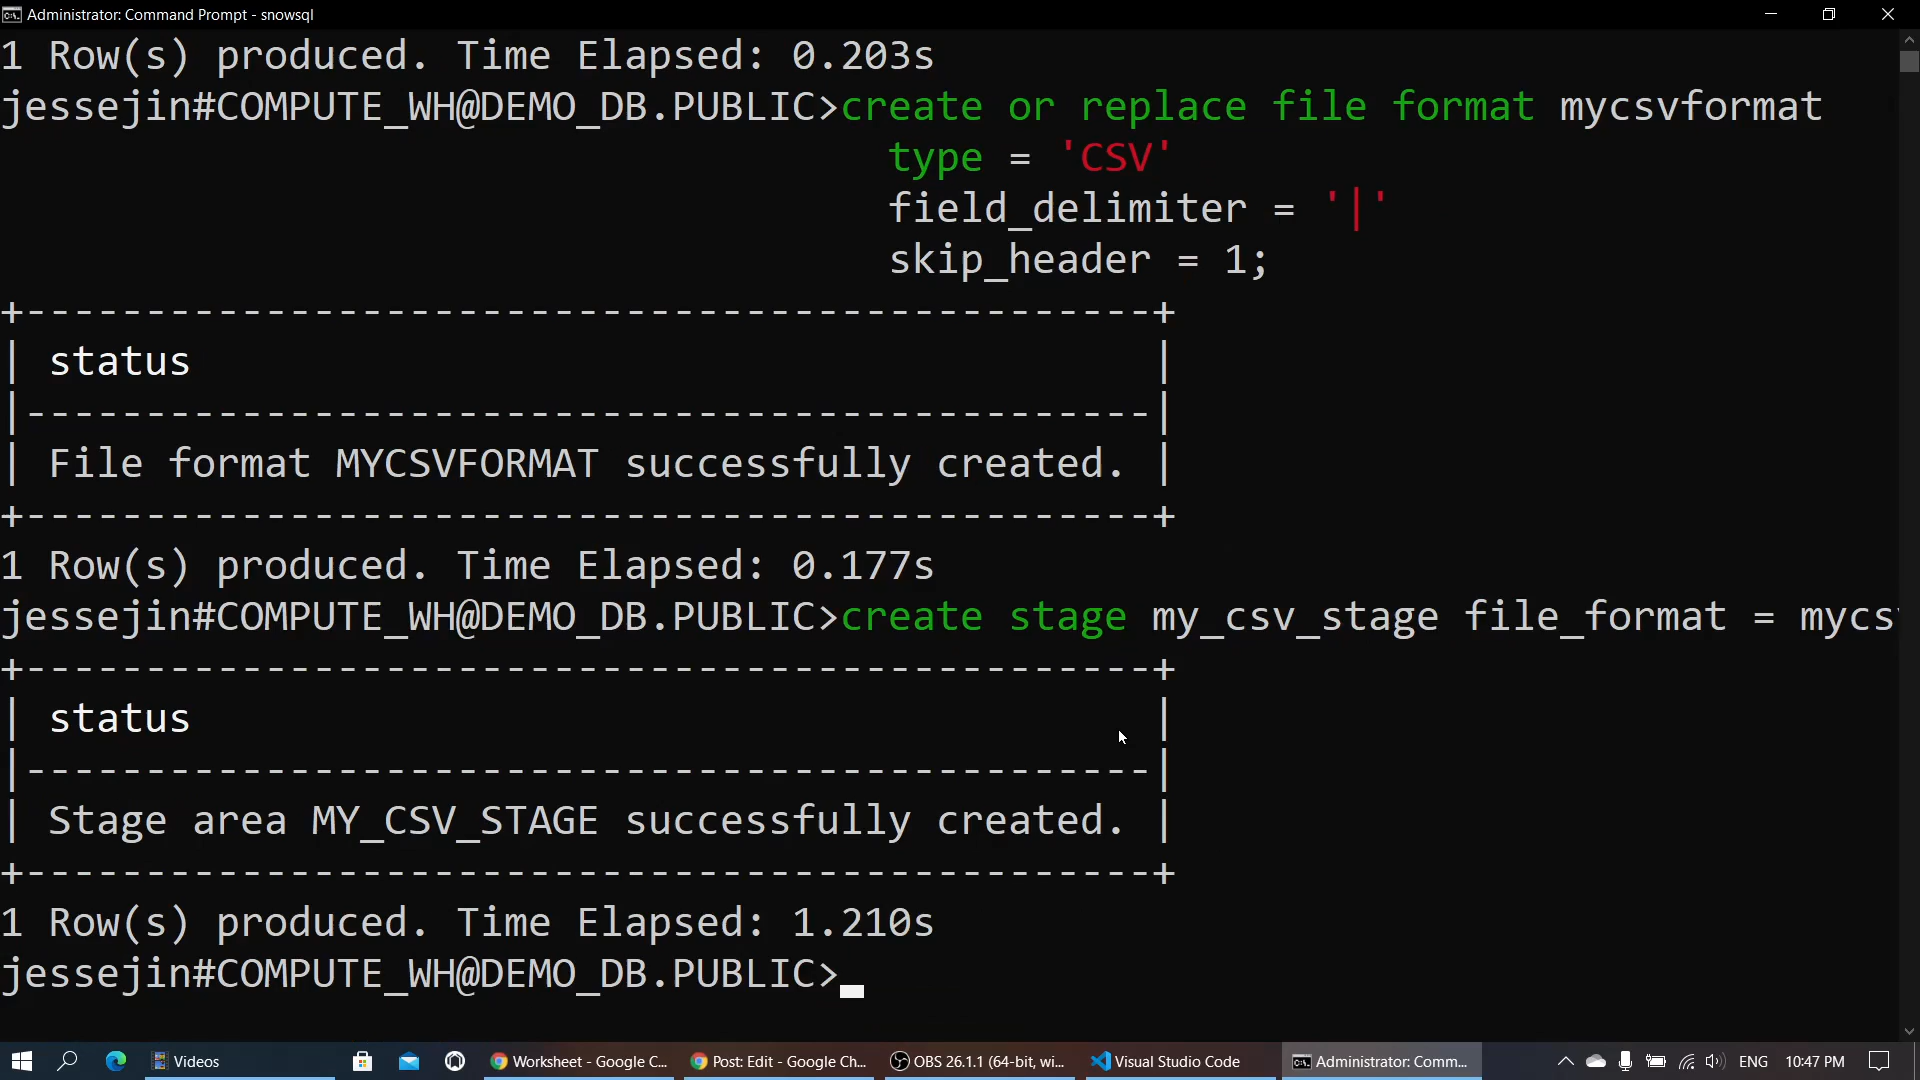 Administrator: Command Prompt - snowsql
1 Row(s) produced. Time Elapsed: 0.203s
jessejin#COMPUTE_WH@DEMO_DB.PUBLIC>create or replace file format mycsvformat
type = 'CSV'
field_delimiter = '|'
skip_header = 1;
+-----------------------------------------------+
| status                                        |
|-----------------------------------------------|
| File format MYCSVFORMAT successfully created. |
+-----------------------------------------------+
1 Row(s) produced. Time Elapsed: 0.177s
jessejin#COMPUTE_WH@DEMO_DB.PUBLIC>create stage my_csv_stage file_format = mycs
+-----------------------------------------------+
| status                                        |
|-----------------------------------------------|
| Stage area MY_CSV_STAGE successfully created. |
+-----------------------------------------------+
1 Row(s) produced. Time Elapsed: 1.210s
jessejin#COMPUTE_WH@DEMO_DB.PUBLIC>
Videos Worksheet - Google C... Post: Edit - Google Ch... OBS 26.1.1 (64-bit, wi... Visual Studio Code Administrator: Comm... ENG 10:47 PM